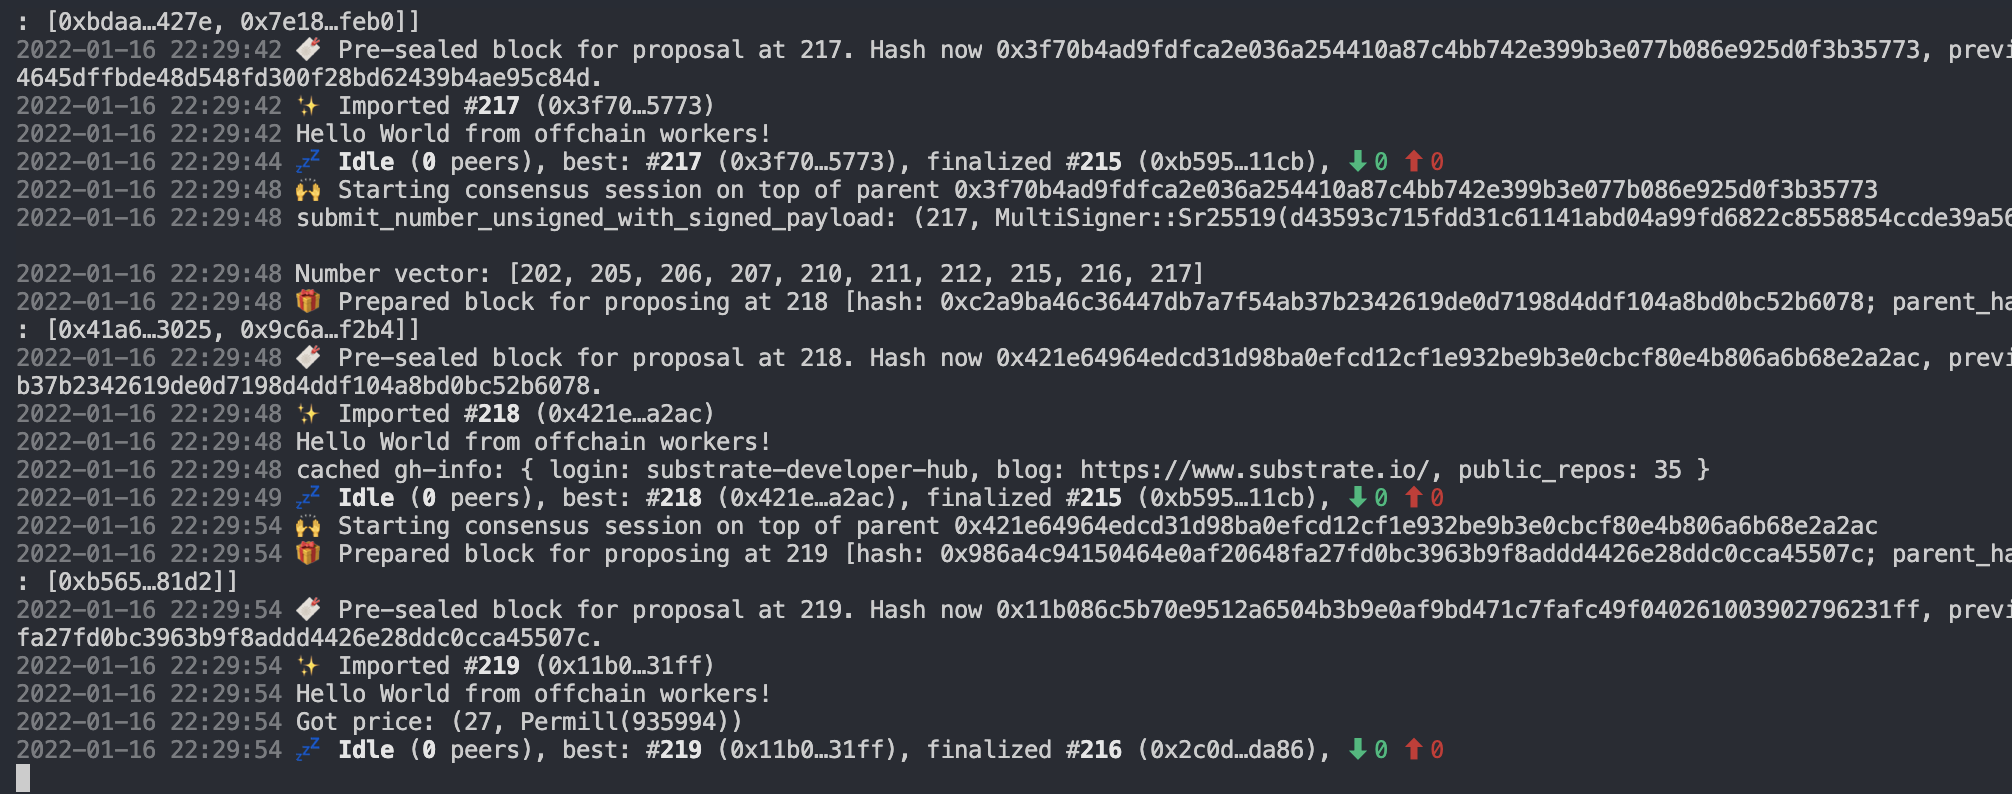 : [0xbdaa…427e, 0x7e18…feb0]]
2022-01-16 22:29:42 🔖 Pre-sealed block for proposal at 217. Hash now 0x3f70b4ad9fdfca2e036a254410a87c4bb742e399b3e077b086e925d0f3b35773, previ
4645dffbde48d548fd300f28bd62439b4ae95c84d.
2022-01-16 22:29:42 ✨ Imported #217 (0x3f70…5773)
2022-01-16 22:29:42 Hello World from offchain workers!
2022-01-16 22:29:44 💤 Idle (0 peers), best: #217 (0x3f70…5773), finalized #215 (0xb595…11cb), ⬇ 0 ⬆ 0
2022-01-16 22:29:48 🙌 Starting consensus session on top of parent 0x3f70b4ad9fdfca2e036a254410a87c4bb742e399b3e077b086e925d0f3b35773
2022-01-16 22:29:48 submit_number_unsigned_with_signed_payload: (217, MultiSigner::Sr25519(d43593c715fdd31c61141abd04a99fd6822c8558854ccde39a56
2022-01-16 22:29:48 Number vector: [202, 205, 206, 207, 210, 211, 212, 215, 216, 217]
2022-01-16 22:29:48 🎁 Prepared block for proposing at 218 [hash: 0xc2a9ba46c36447db7a7f54ab37b2342619de0d7198d4ddf104a8bd0bc52b6078; parent_ha
: [0x41a6…3025, 0x9c6a…f2b4]]
2022-01-16 22:29:48 🔖 Pre-sealed block for proposal at 218. Hash now 0x421e64964edcd31d98ba0efcd12cf1e932be9b3e0cbcf80e4b806a6b68e2a2ac, previ
b37b2342619de0d7198d4ddf104a8bd0bc52b6078.
2022-01-16 22:29:48 ✨ Imported #218 (0x421e…a2ac)
2022-01-16 22:29:48 Hello World from offchain workers!
2022-01-16 22:29:48 cached gh-info: { login: substrate-developer-hub, blog: https://www.substrate.io/, public_repos: 35 }
2022-01-16 22:29:49 💤 Idle (0 peers), best: #218 (0x421e…a2ac), finalized #215 (0xb595…11cb), ⬇ 0 ⬆ 0
2022-01-16 22:29:54 🙌 Starting consensus session on top of parent 0x421e64964edcd31d98ba0efcd12cf1e932be9b3e0cbcf80e4b806a6b68e2a2ac
2022-01-16 22:29:54 🎁 Prepared block for proposing at 219 [hash: 0x986a4c94150464e0af20648fa27fd0bc3963b9f8addd4426e28ddc0cca45507c; parent_ha
: [0xb565…81d2]]
2022-01-16 22:29:54 🔖 Pre-sealed block for proposal at 219. Hash now 0x11b086c5b70e9512a6504b3b9e0af9bd471c7fafc49f040261003902796231ff, previ
fa27fd0bc3963b9f8addd4426e28ddc0cca45507c.
2022-01-16 22:29:54 ✨ Imported #219 (0x11b0…31ff)
2022-01-16 22:29:54 Hello World from offchain workers!
2022-01-16 22:29:54 Got price: (27, Permill(935994))
2022-01-16 22:29:54 💤 Idle (0 peers), best: #219 (0x11b0…31ff), finalized #216 (0x2c0d…da86), ⬇ 0 ⬆ 0